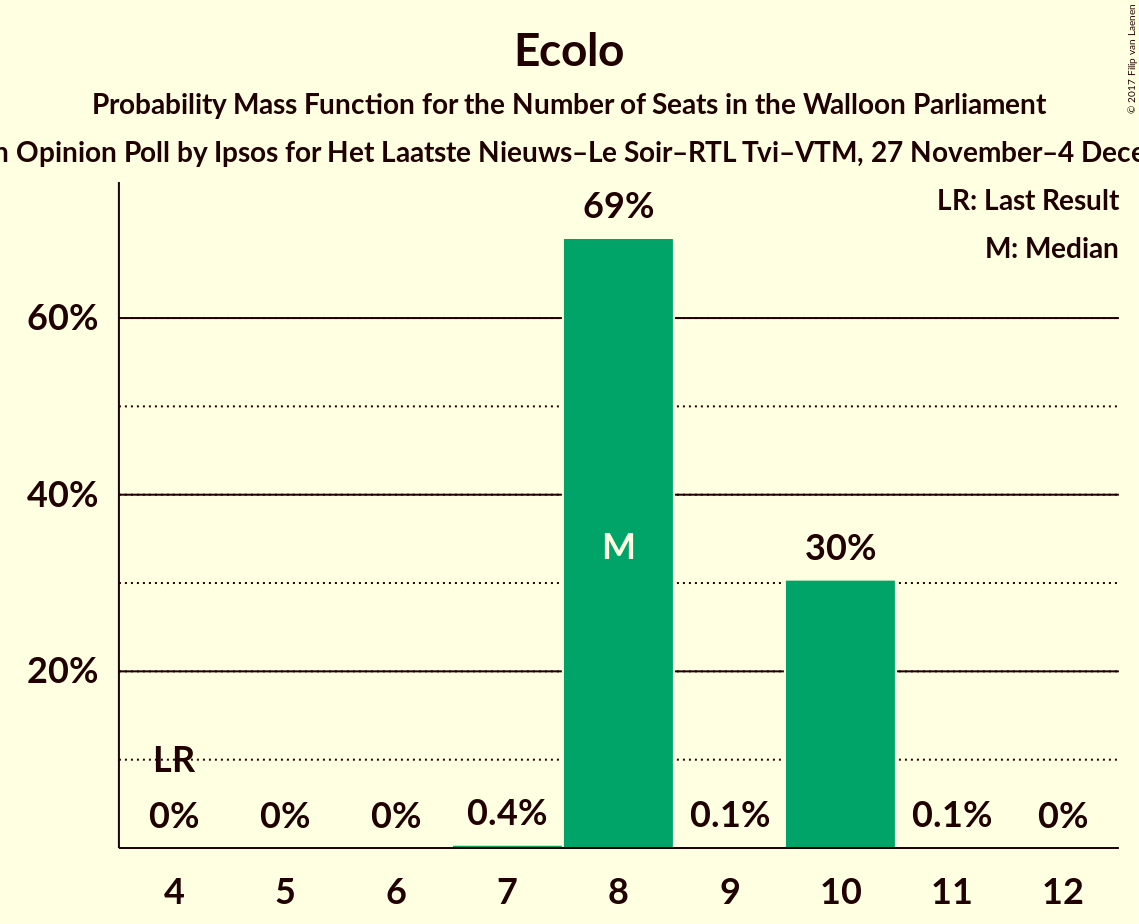 Ecolo
Probability Mass Function for the Number of Seats in the Walloon Parliament
Opinion Poll by Ipsos for Het Laatste Nieuws–Le Soir–RTL Tvi–VTM, 27 November–4
© 2017 Filip van Laenen
LR: Last Result
M: Median
69%
60%
40%
20%
M
30%
LR
0% 0% 0% 0.4% 0.1% 0.1% 0%
4 5 6 7 8 9 10 11 12